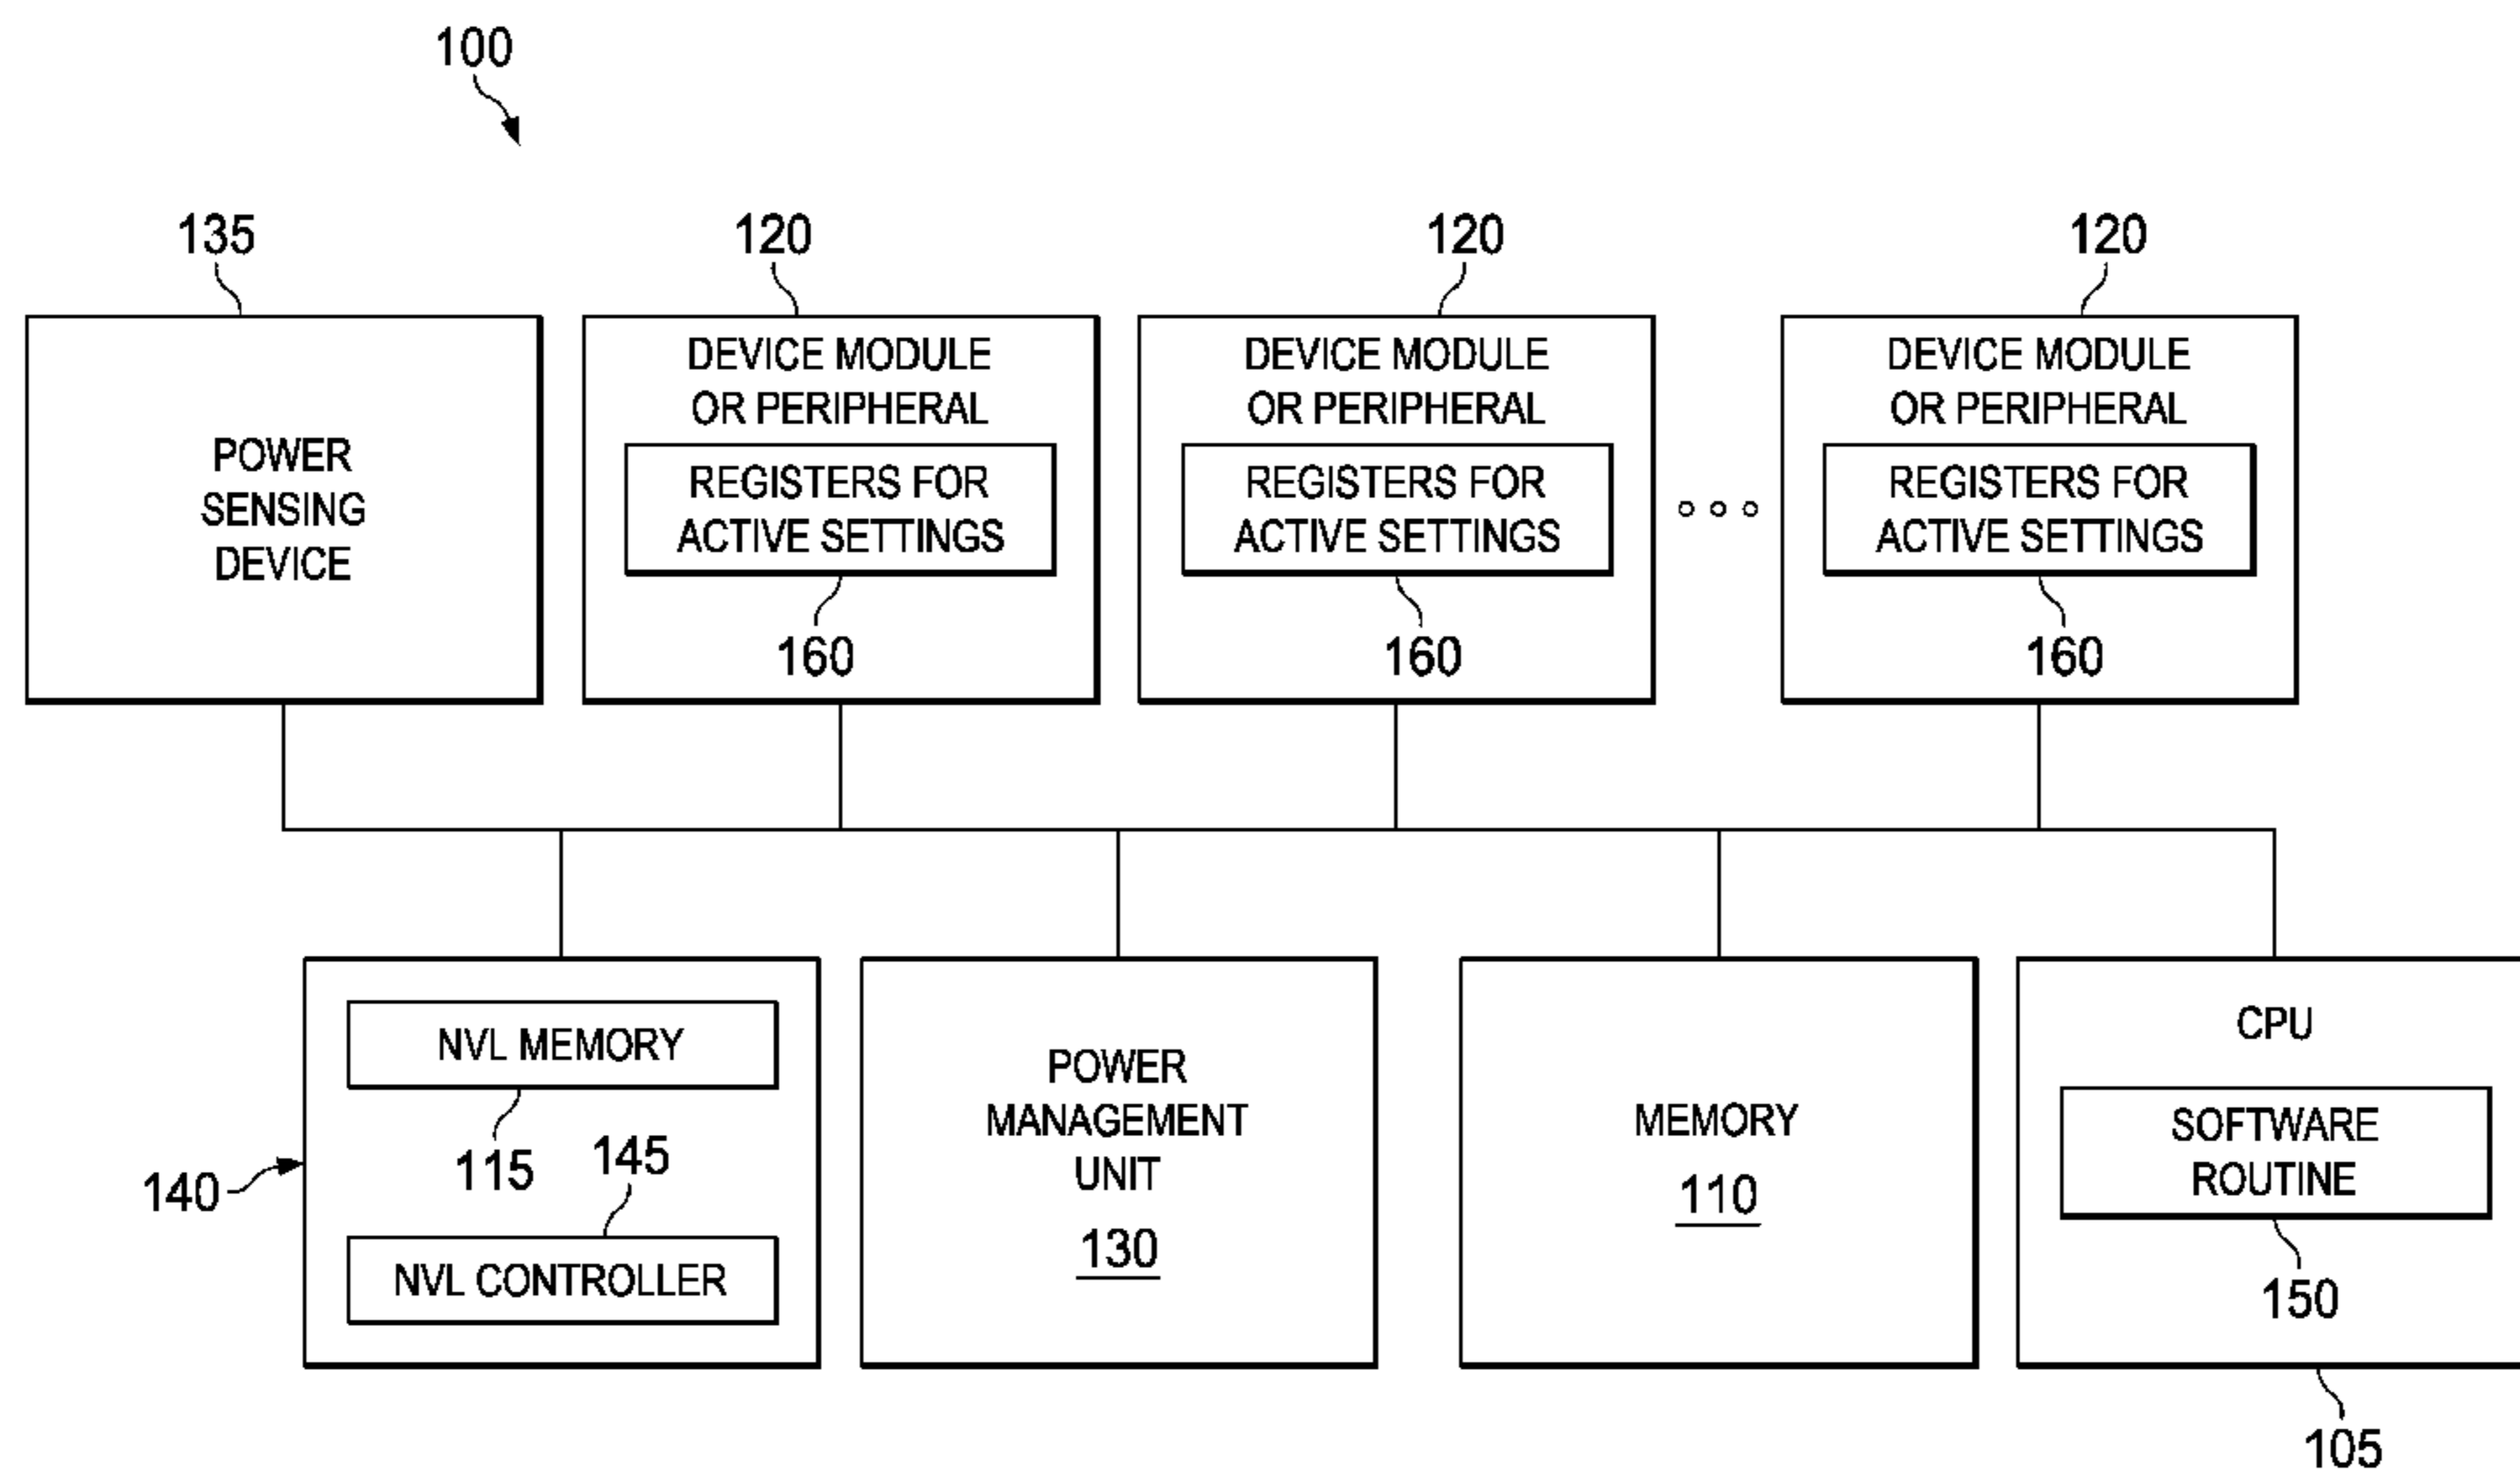 100
135
120
120
120
POWER
SENSING
DEVICE
DEVICE MODULE
OR PERIPHERAL
REGISTERS FOR
ACTIVE SETTINGS
160
DEVICE MODULE
OR PERIPHERAL
REGISTERS FOR
ACTIVE SETTINGS
160
DEVICE MODULE
OR PERIPHERAL
REGISTERS FOR
ACTIVE SETTINGS
160
140
NVL MEMORY
115
145
NVL CONTROLLER
POWER
MANAGEMENT
UNIT
130
MEMORY
110
CPU
SOFTWARE
ROUTINE
150
105